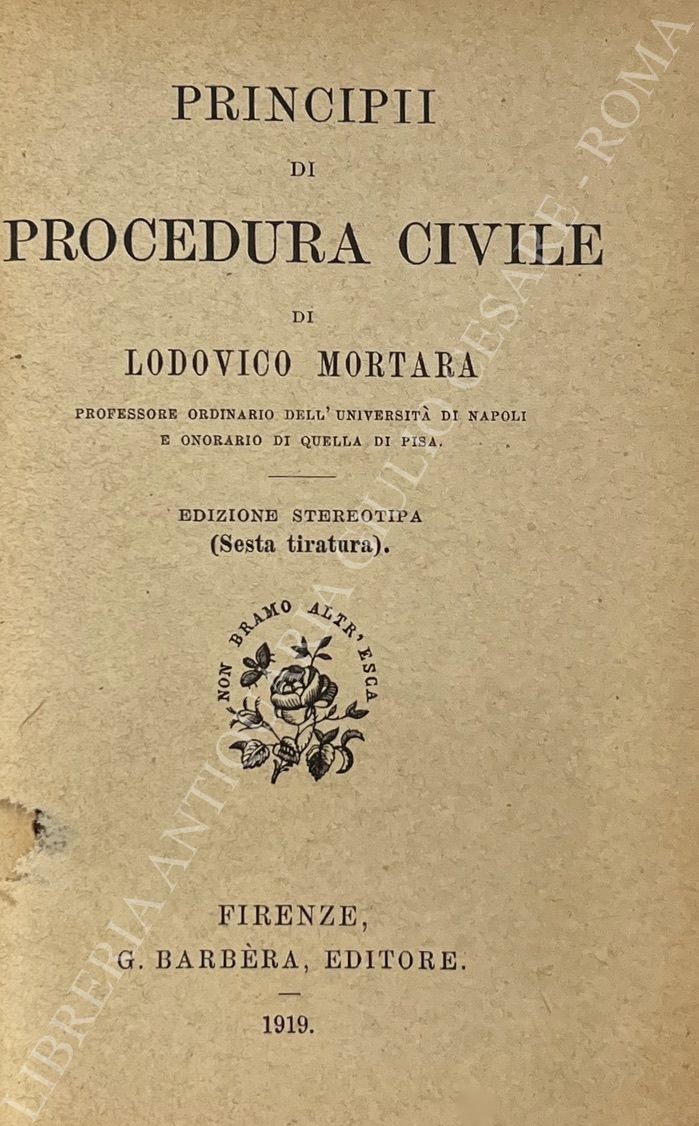 PRINCIPII
DI
PROCEDURA CIVILE
DI
LODOVICO MORTARA
PROFESSORE ORDINARIO DELL' UNIVERSITÀ DI NAPOLI
E ONORARIO DI QUELLA DI PISA.
EDIZIONE STEREOTIPA
(Sesta tiratura).
NON BRAMO ALTR' ESCA
FIRENZE,
G. BARBÈRA, EDITORE.
1919.
LIBRERIA ANTIQUARIA GIULIO CESARE - ROMA